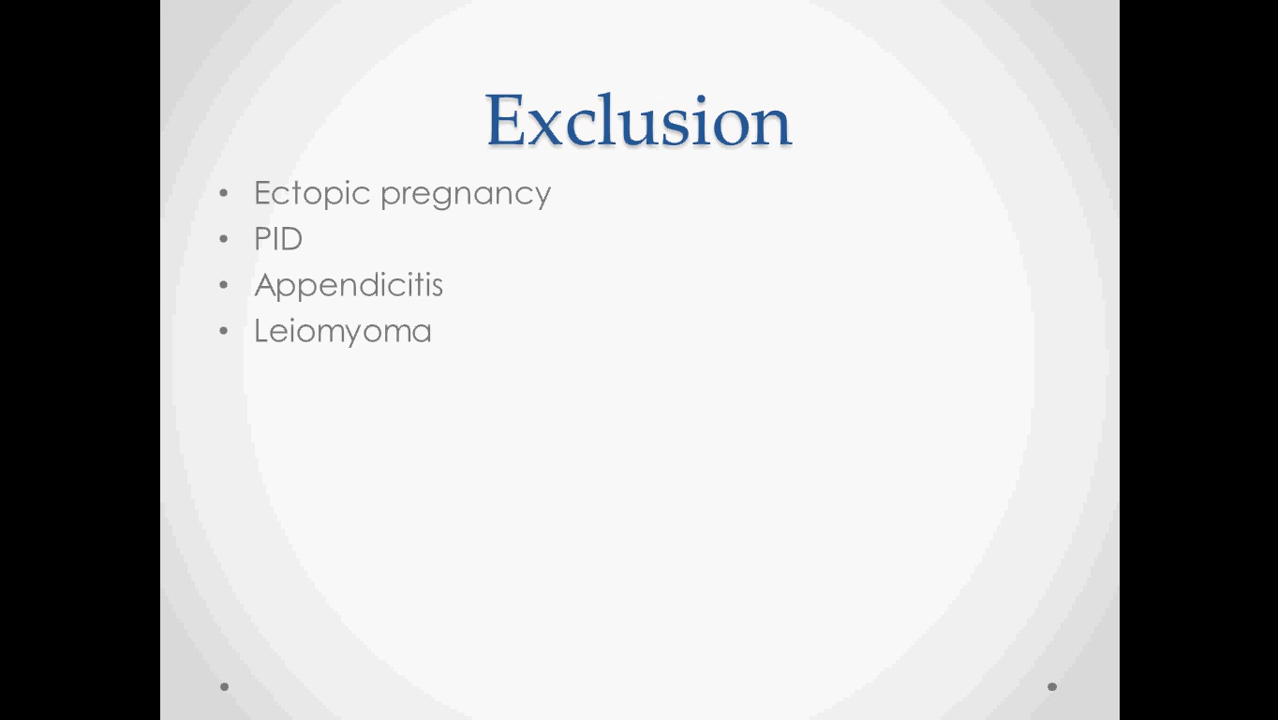 Exclusion
• Ectopic pregnancy
• PID
• Appendicitis
• Leiomyoma